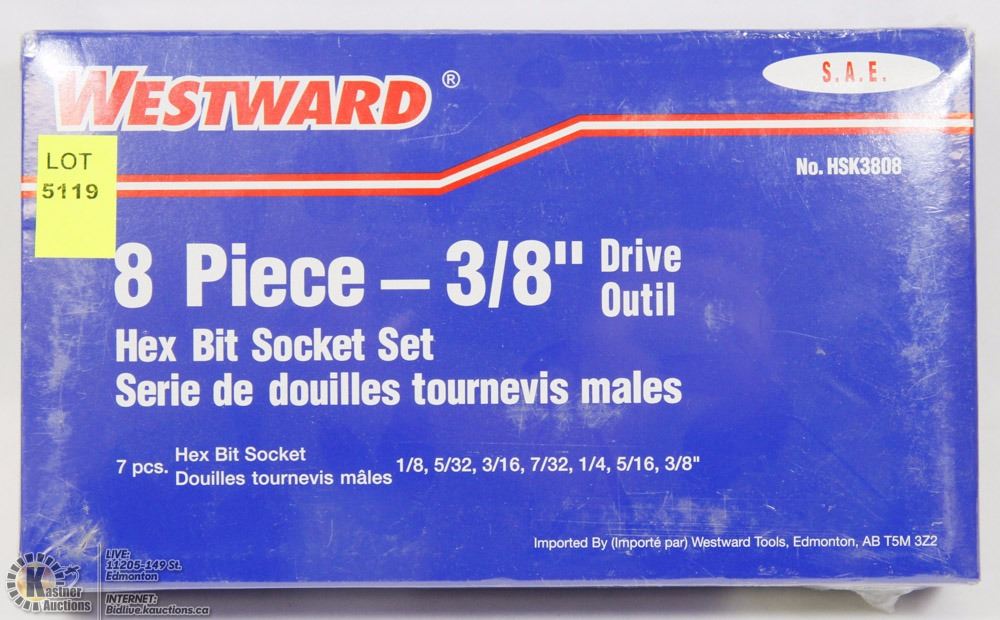 WESTWARD®
S.A.E.
LOT
5119
No. HSK3808
8 Piece – 3/8" Drive
Outil
Hex Bit Socket Set
Serie de douilles tournevis males
7 pcs. Hex Bit Socket
Douilles tournevis mâles 1/8, 5/32, 3/16, 7/32, 1/4, 5/16, 3/8"
Imported By (Importé par) Westward Tools, Edmonton, AB T5M 3Z2
Kastner
Auctions
LIVE:
11205-149 St.
Edmonton
INTERNET:
Bidlive.kauctions.ca